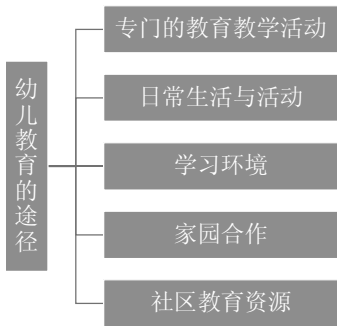 幼儿教育的途径
专门的教育教学活动
日常生活与活动
学习环境
家园合作
社区教育资源